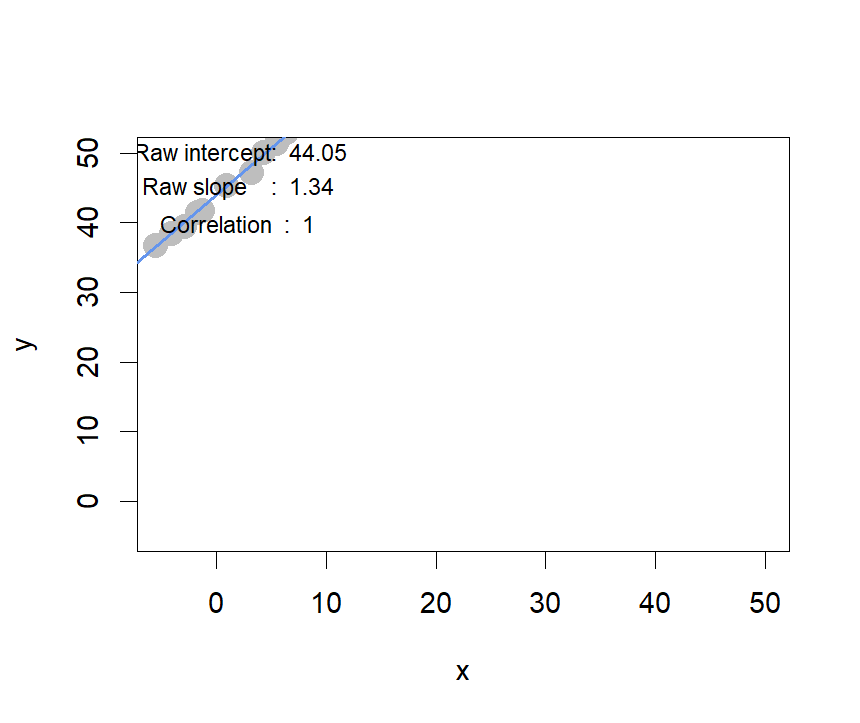 Raw intercept:  44.05
Raw slope    :  1.34
Correlation  :  1
50
40
30
20
10
0
y
0 10 20 30 40 50
x